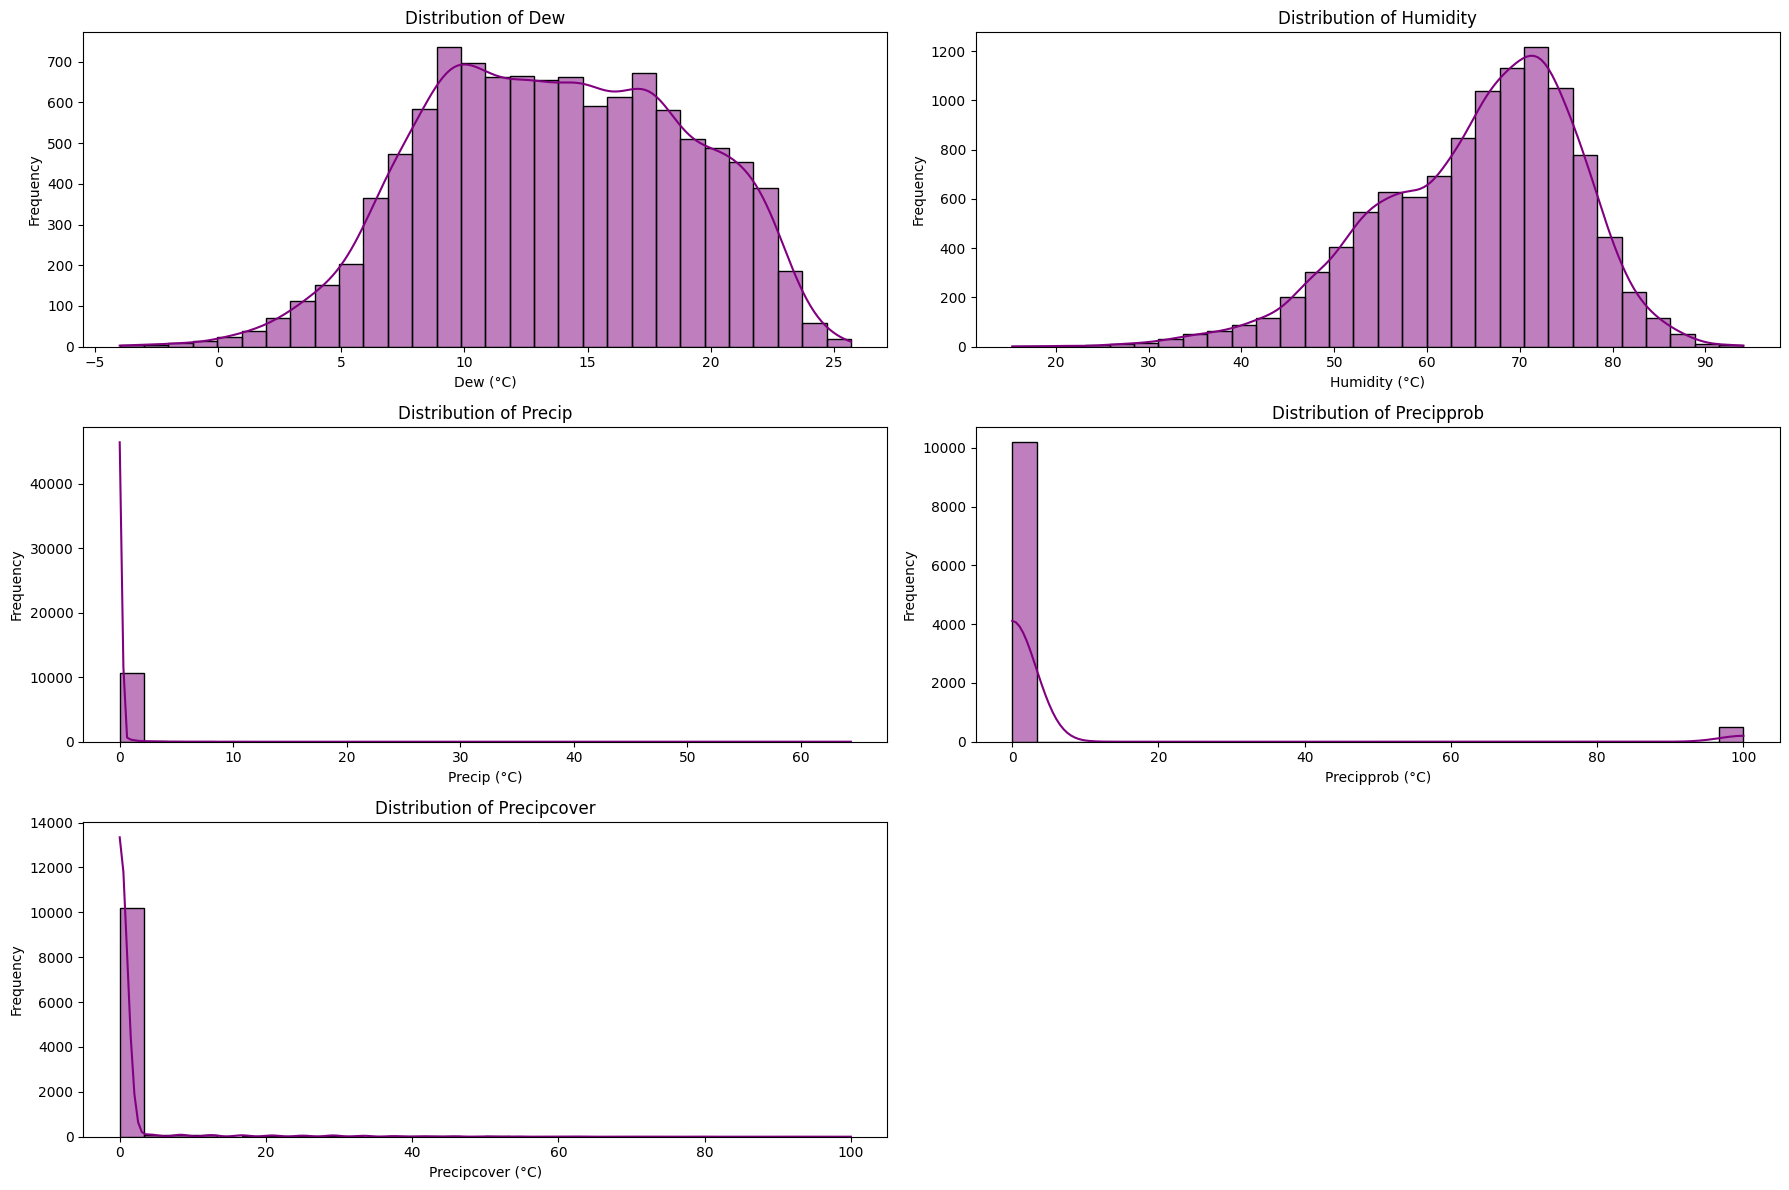 Distribution of Dew
700
600
500
400
300
200
100
0
Frequency
−5 0 5 10 15 20 25
Dew (°C)
Distribution of Humidity
1200
1000
800
600
400
200
0
Frequency
20 30 40 50 60 70 80 90
Humidity (°C)
Distribution of Precip
40000
30000
20000
10000
0
Frequency
0 10 20 30 40 50 60
Precip (°C)
Distribution of Precipprob
10000
8000
6000
4000
2000
0
Frequency
0 20 40 60 80 100
Precipprob (°C)
Distribution of Precipcover
14000
12000
10000
8000
6000
4000
2000
0
Frequency
0 20 40 60 80 100
Precipcover (°C)